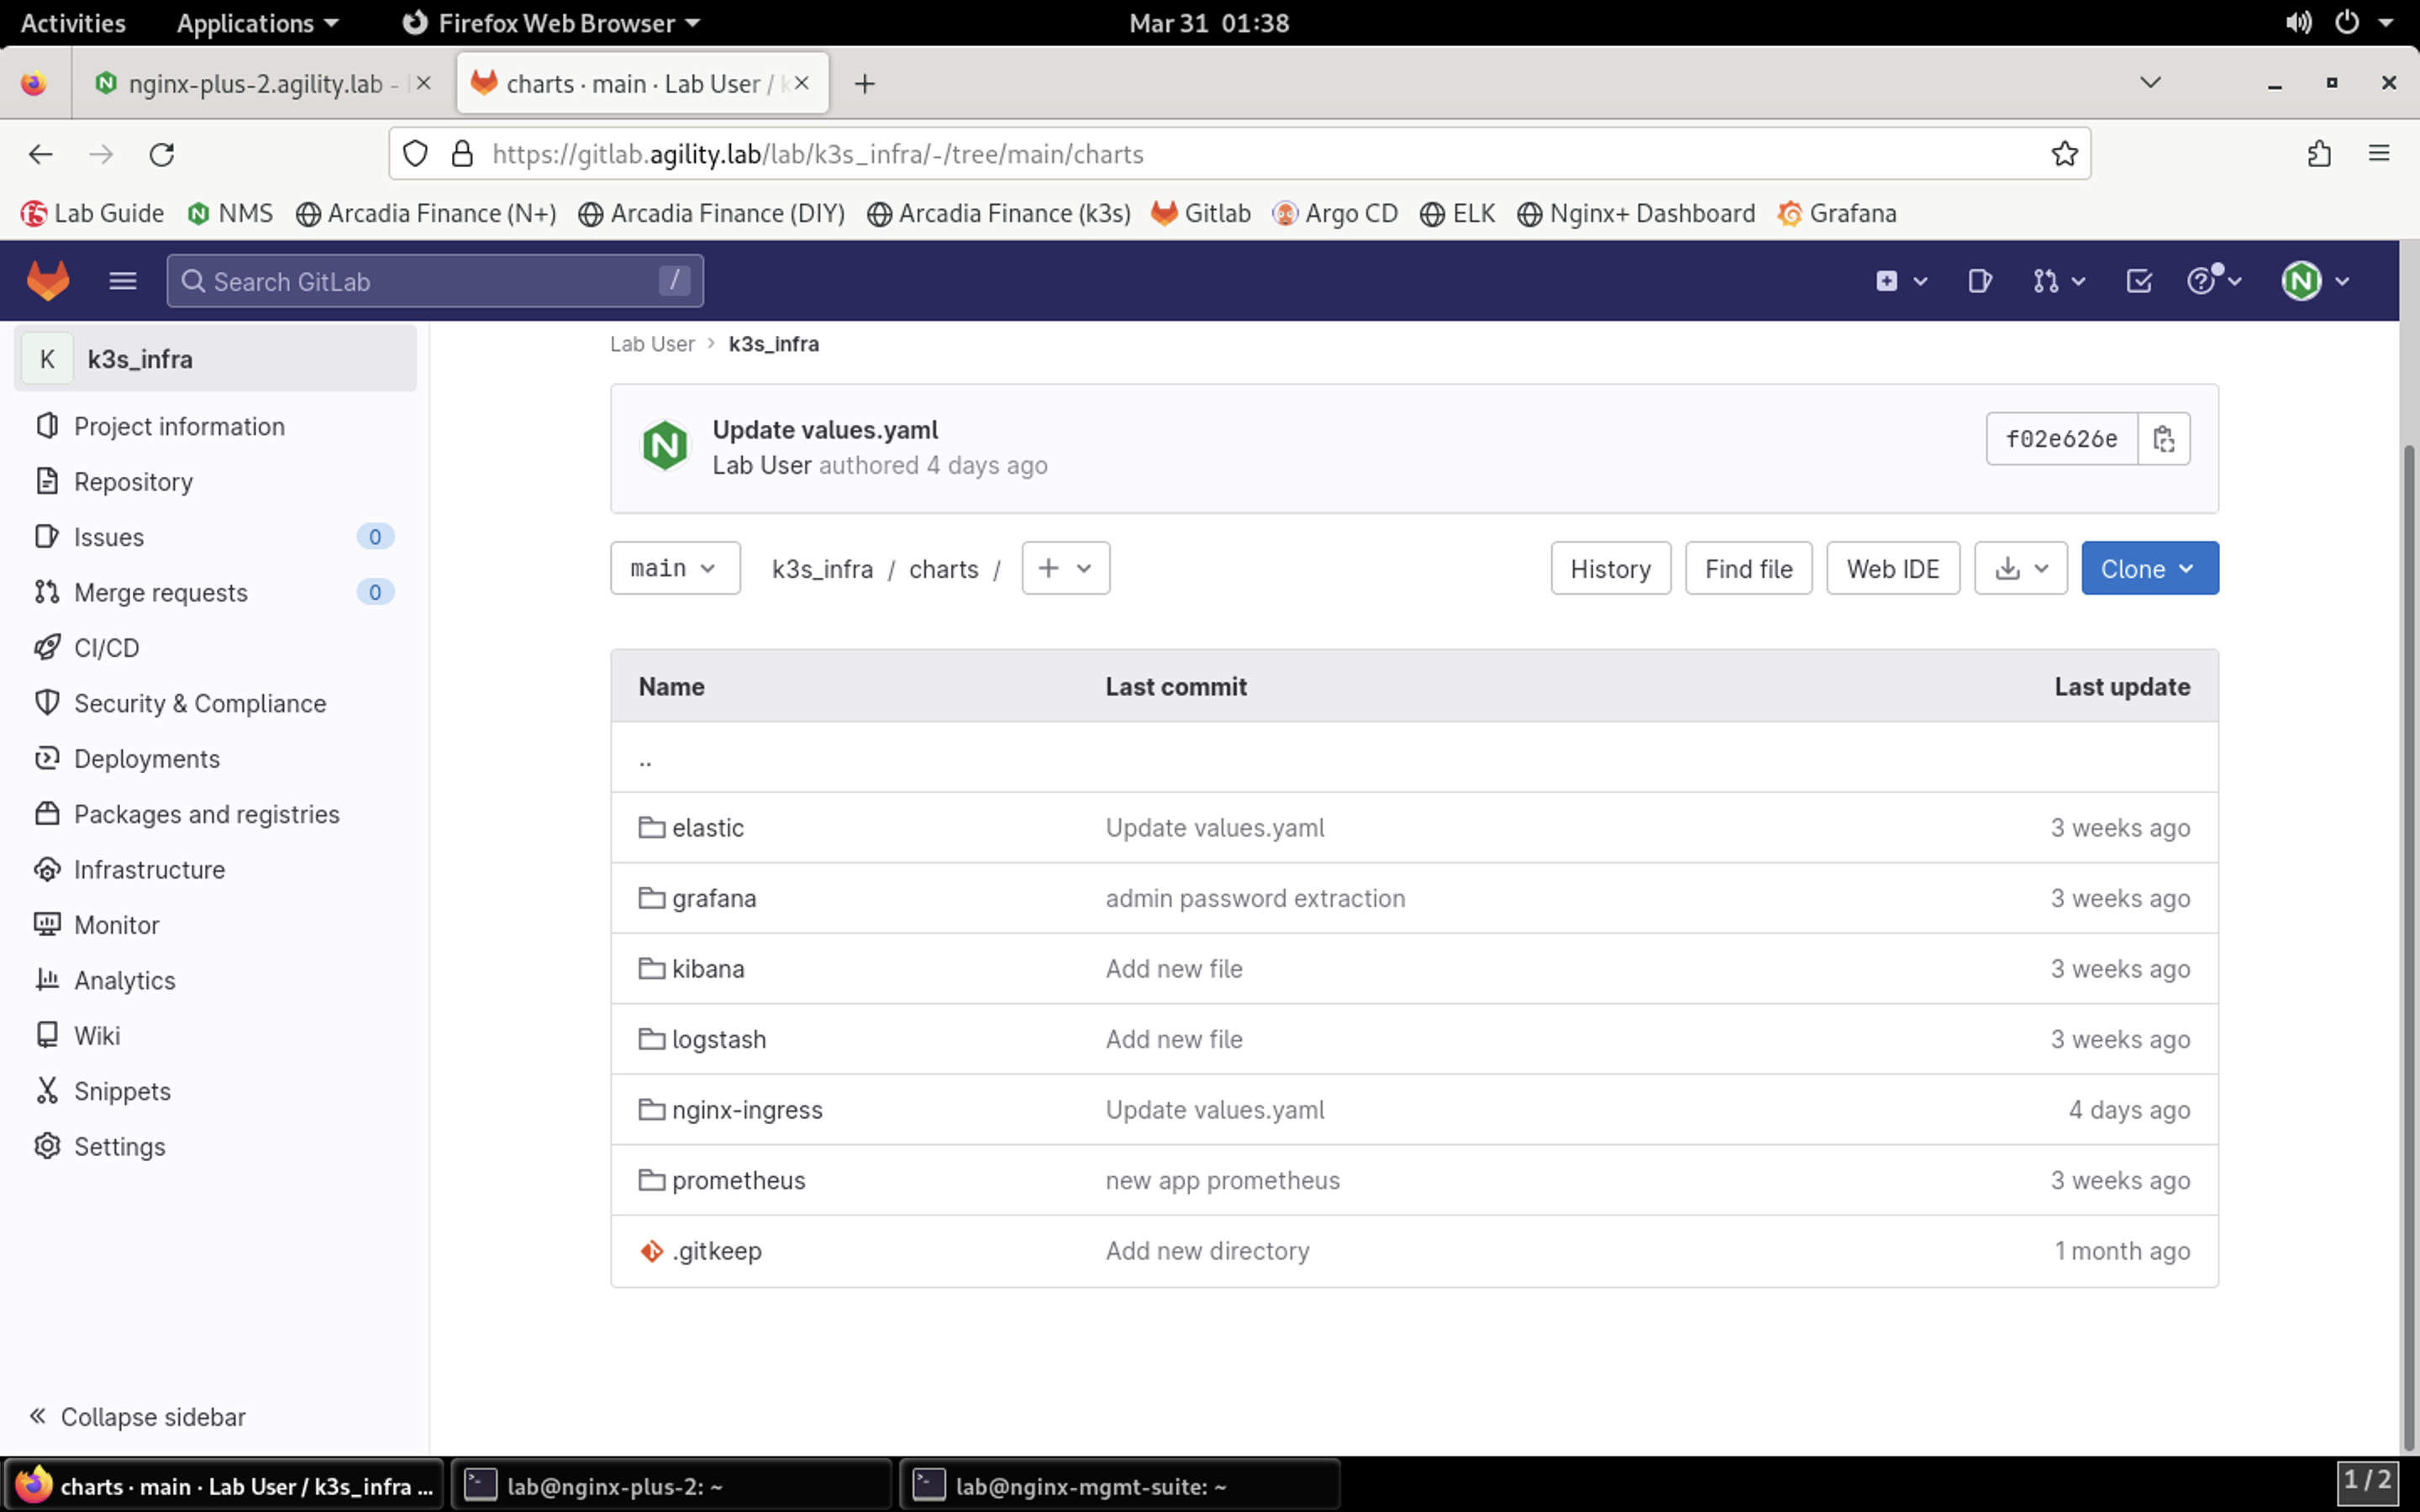 Activities Applications Firefox Web Browser Mar 31 01:38
nginx-plus-2.agility.lab - charts · main · Lab User / k
https://gitlab.agility.lab/lab/k3s_infra/-/tree/main/charts
Lab Guide NMS Arcadia Finance (N+) Arcadia Finance (DIY) Arcadia Finance (k3s) Gitlab Argo CD ELK Nginx+ Dashboard Grafana
Search GitLab /
K k3s_infra
Project information
Repository
Issues 0
Merge requests 0
CI/CD
Security & Compliance
Deployments
Packages and registries
Infrastructure
Monitor
Analytics
Wiki
Snippets
Settings
Collapse sidebar
Lab User > k3s_infra
Update values.yaml
Lab User authored 4 days ago
f02e626e
main k3s_infra / charts / + History Find file Web IDE Clone
Name Last commit Last update
..
elastic Update values.yaml 3 weeks ago
grafana admin password extraction 3 weeks ago
kibana Add new file 3 weeks ago
logstash Add new file 3 weeks ago
nginx-ingress Update values.yaml 4 days ago
prometheus new app prometheus 3 weeks ago
.gitkeep Add new directory 1 month ago
charts · main · Lab User / k3s_infra ... lab@nginx-plus-2: ~ lab@nginx-mgmt-suite: ~ 1 / 2